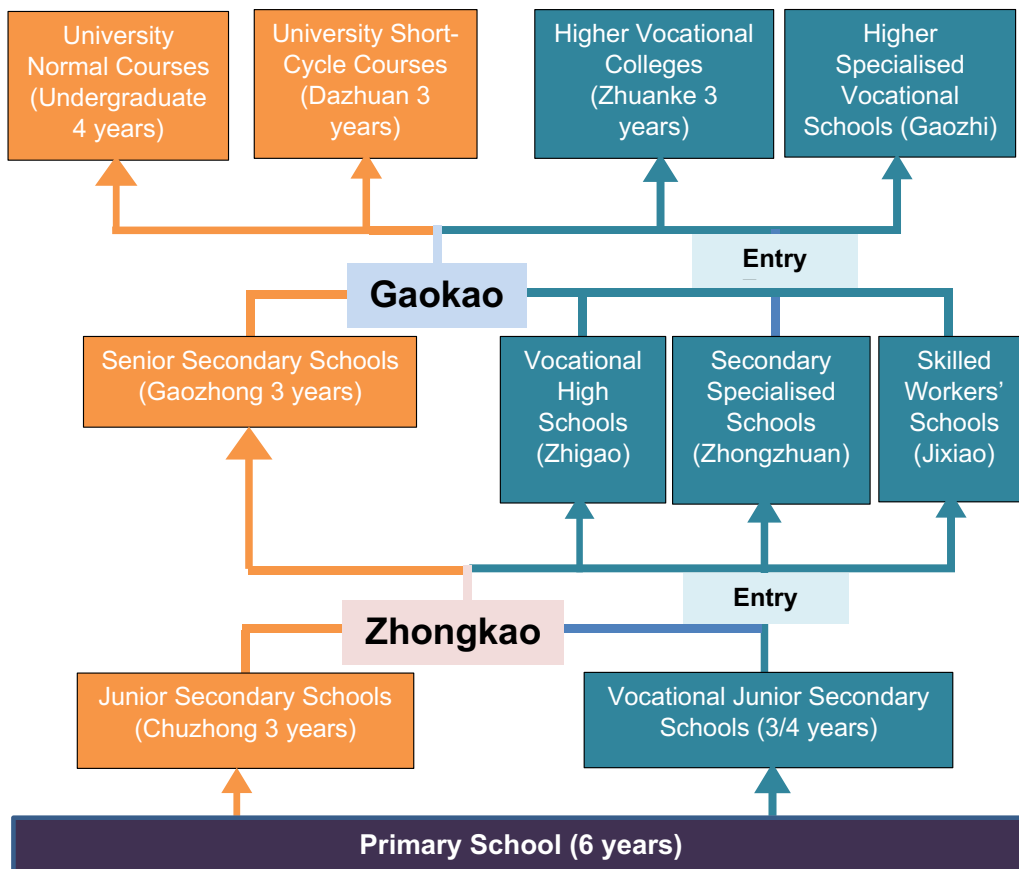 University
Normal Courses
(Undergraduate
4 years)
University Short-
Cycle Courses
(Dazhuan 3
years)
Higher Vocational
Colleges
(Zhuanke 3
years)
Higher
Specialised
Vocational
Schools (Gaozhi)
Entry
Gaokao
Senior Secondary Schools
(Gaozhong 3 years)
Vocational
High
Schools
(Zhigao)
Secondary
Specialised
Schools
(Zhongzhuan)
Skilled
Workers’
Schools
(Jixiao)
Entry
Zhongkao
Junior Secondary Schools
(Chuzhong 3 years)
Vocational Junior Secondary
Schools (3/4 years)
Primary School (6 years)